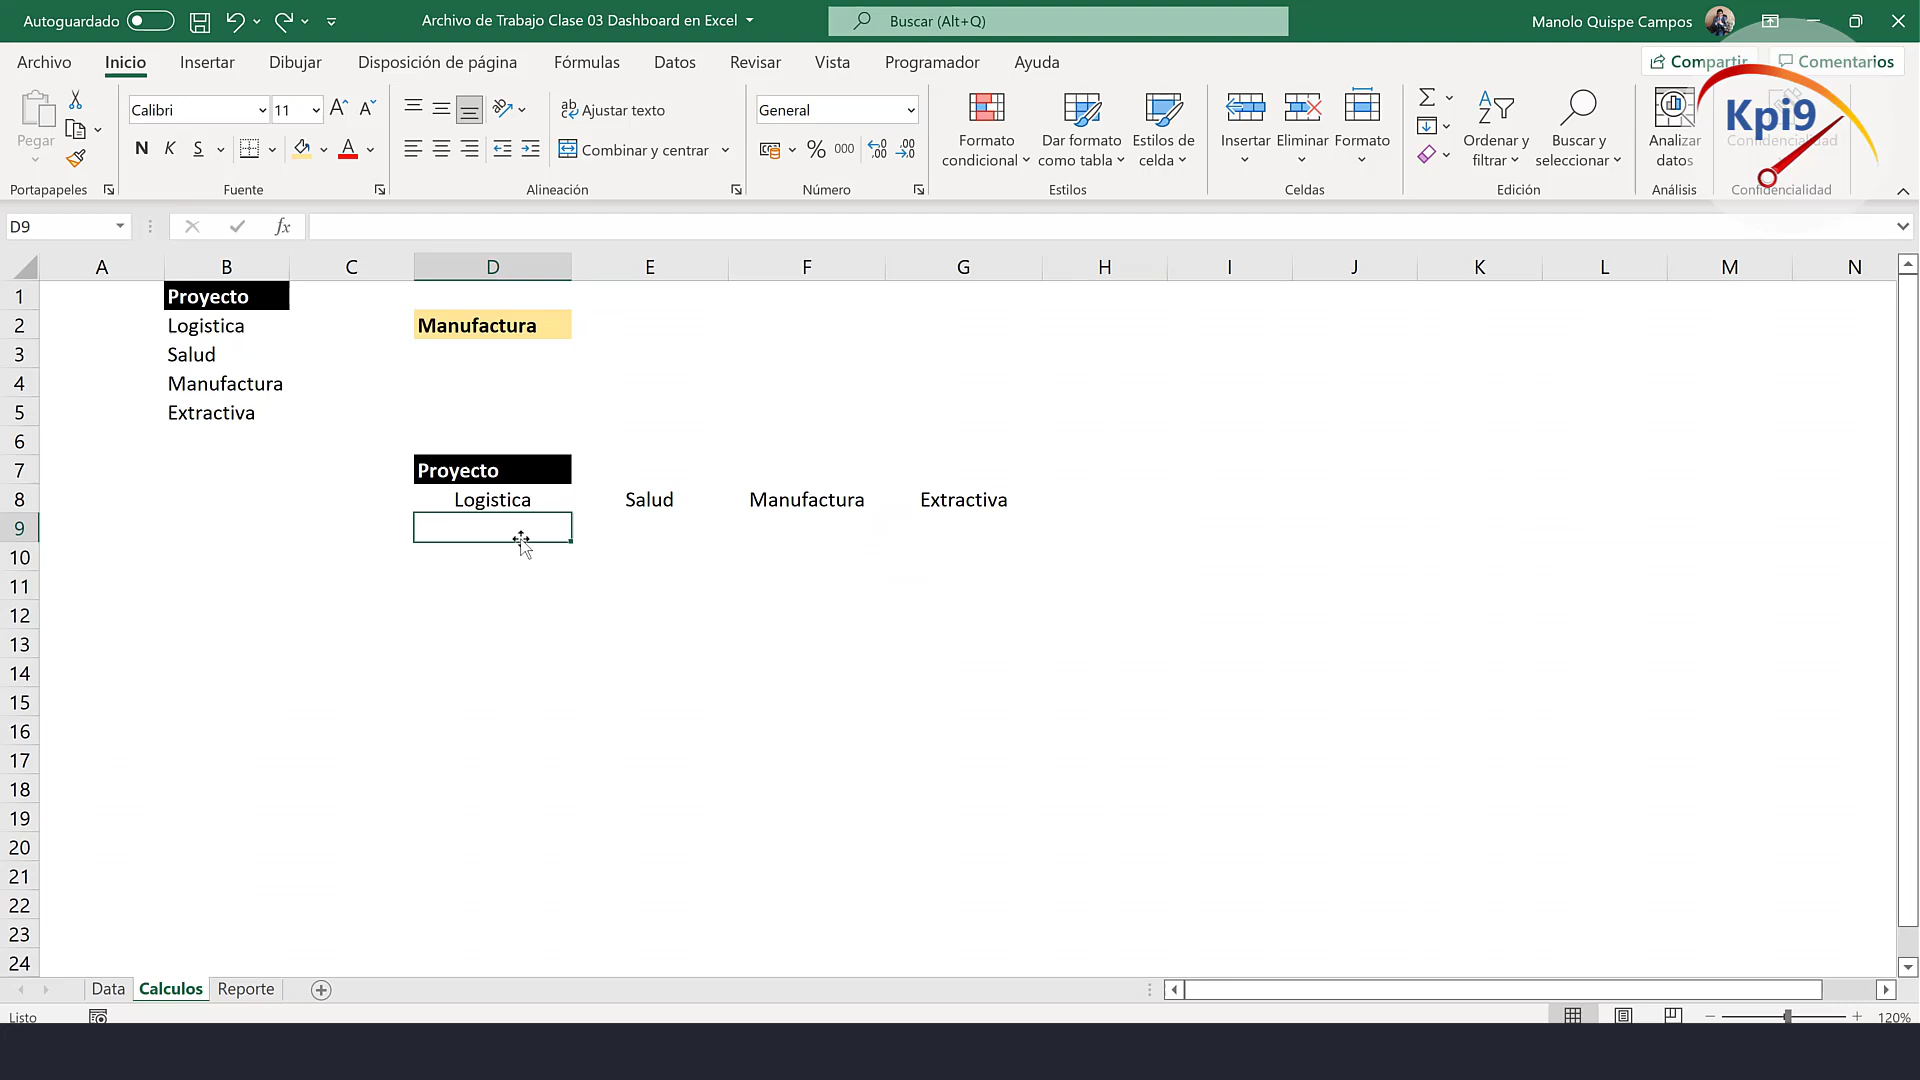 Autoguardado
Archivo de Trabajo Clase 03 Dashboard en Excel
Buscar (Alt+Q)
Manolo Quispe Campos
Archivo Inicio Insertar Dibujar Disposición de página Fórmulas Datos Revisar Vista Programador Ayuda
Compartir Comentarios
Pegar
Portapapeles
Calibri 11
N K S
Fuente
Ajustar texto
Combinar y centrar
Alineación
General
% 000
Número
Formato condicional
Dar formato como tabla
Estilos de celda
Estilos
Insertar
Eliminar
Formato
Celdas
Ordenar y filtrar
Buscar y seleccionar
Edición
Analizar datos
Análisis
Confidencialidad
Confidencialidad
Kpi9
D9
fx
A B C D E F G H I J K L M N
1 Proyecto
2 Logistica Manufactura
3 Salud
4 Manufactura
5 Extractiva
6
7 Proyecto
8 Logistica Salud Manufactura Extractiva
9
10
11
12
13
14
15
16
17
18
19
20
21
22
23
24
Data Calculos Reporte
Listo
120%